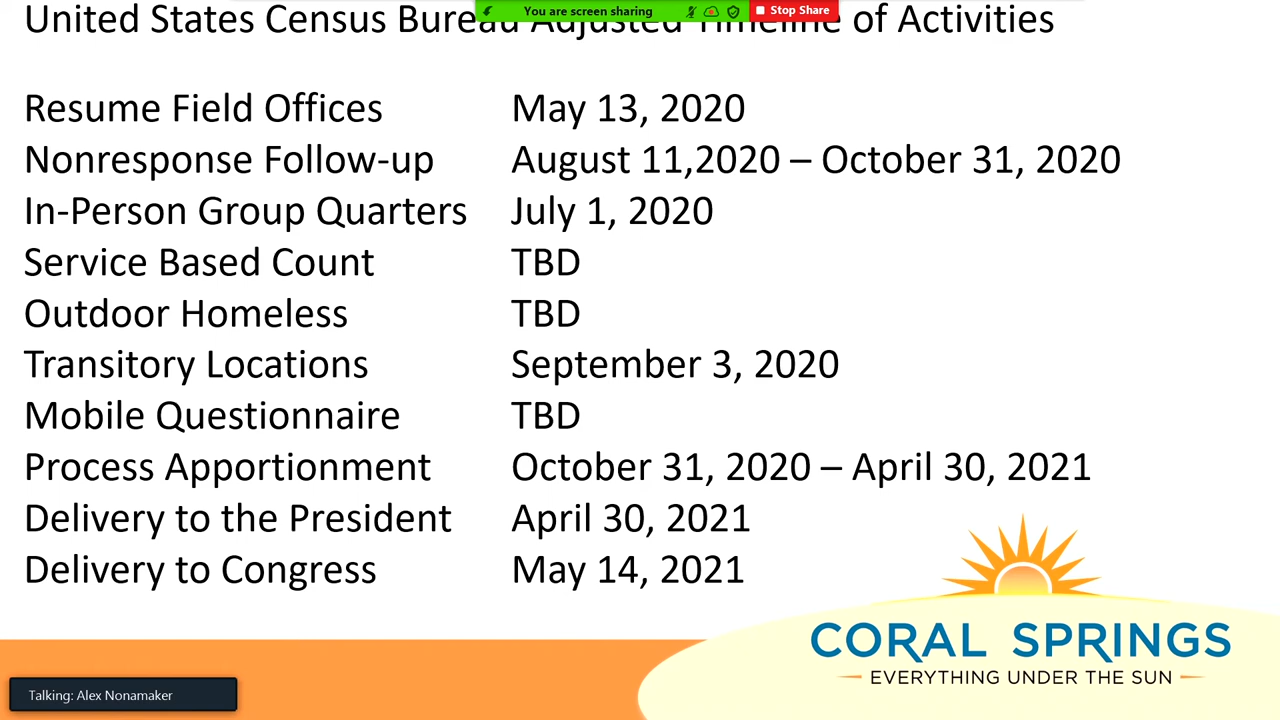 You are screen sharing
Stop Share
United States Census Bureau Adjusted Timeline of Activities
Resume Field Offices May 13, 2020
Nonresponse Follow-up August 11,2020 – October 31, 2020
In-Person Group Quarters July 1, 2020
Service Based Count TBD
Outdoor Homeless TBD
Transitory Locations September 3, 2020
Mobile Questionnaire TBD
Process Apportionment October 31, 2020 – April 30, 2021
Delivery to the President April 30, 2021
Delivery to Congress May 14, 2021
CORAL SPRINGS
EVERYTHING UNDER THE SUN
Talking: Alex Nonamaker